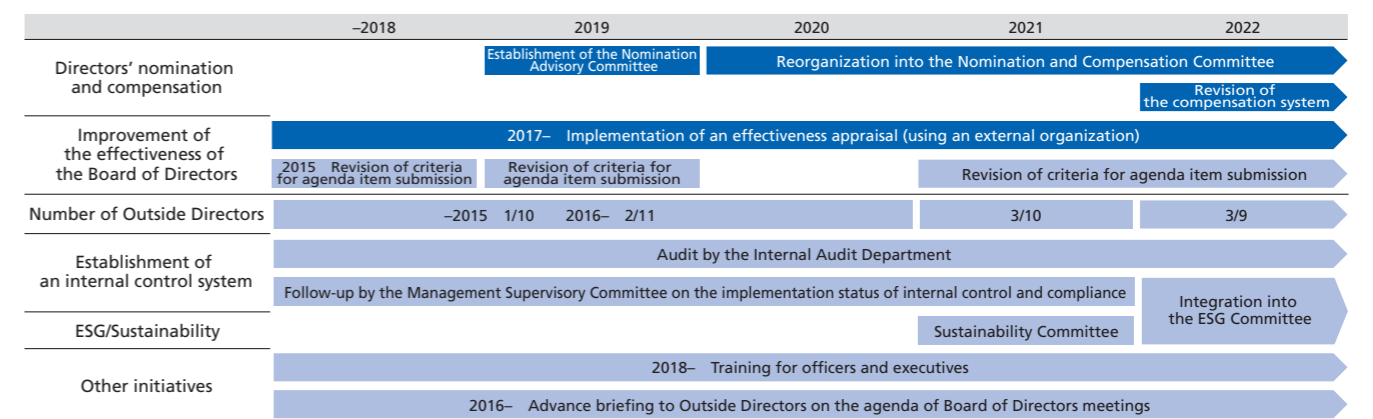 –2018 2019 2020 2021 2022
Directors' nomination
and compensation
Establishment of the Nomination
Advisory Committee
Reorganization into the Nomination and Compensation Committee
Revision of
the compensation system
Improvement of
the effectiveness of
the Board of Directors
2017– Implementation of an effectiveness appraisal (using an external organization)
2015 Revision of criteria
for agenda item submission
Revision of criteria for
agenda item submission
Revision of criteria for agenda item submission
Number of Outside Directors
–2015 1/10 2016– 2/11
3/10
3/9
Establishment of
an internal control system
Audit by the Internal Audit Department
Follow-up by the Management Supervisory Committee on the implementation status of internal control and compliance
Integration into
the ESG Committee
ESG/Sustainability
Sustainability Committee
Other initiatives
2018– Training for officers and executives
2016– Advance briefing to Outside Directors on the agenda of Board of Directors meetings